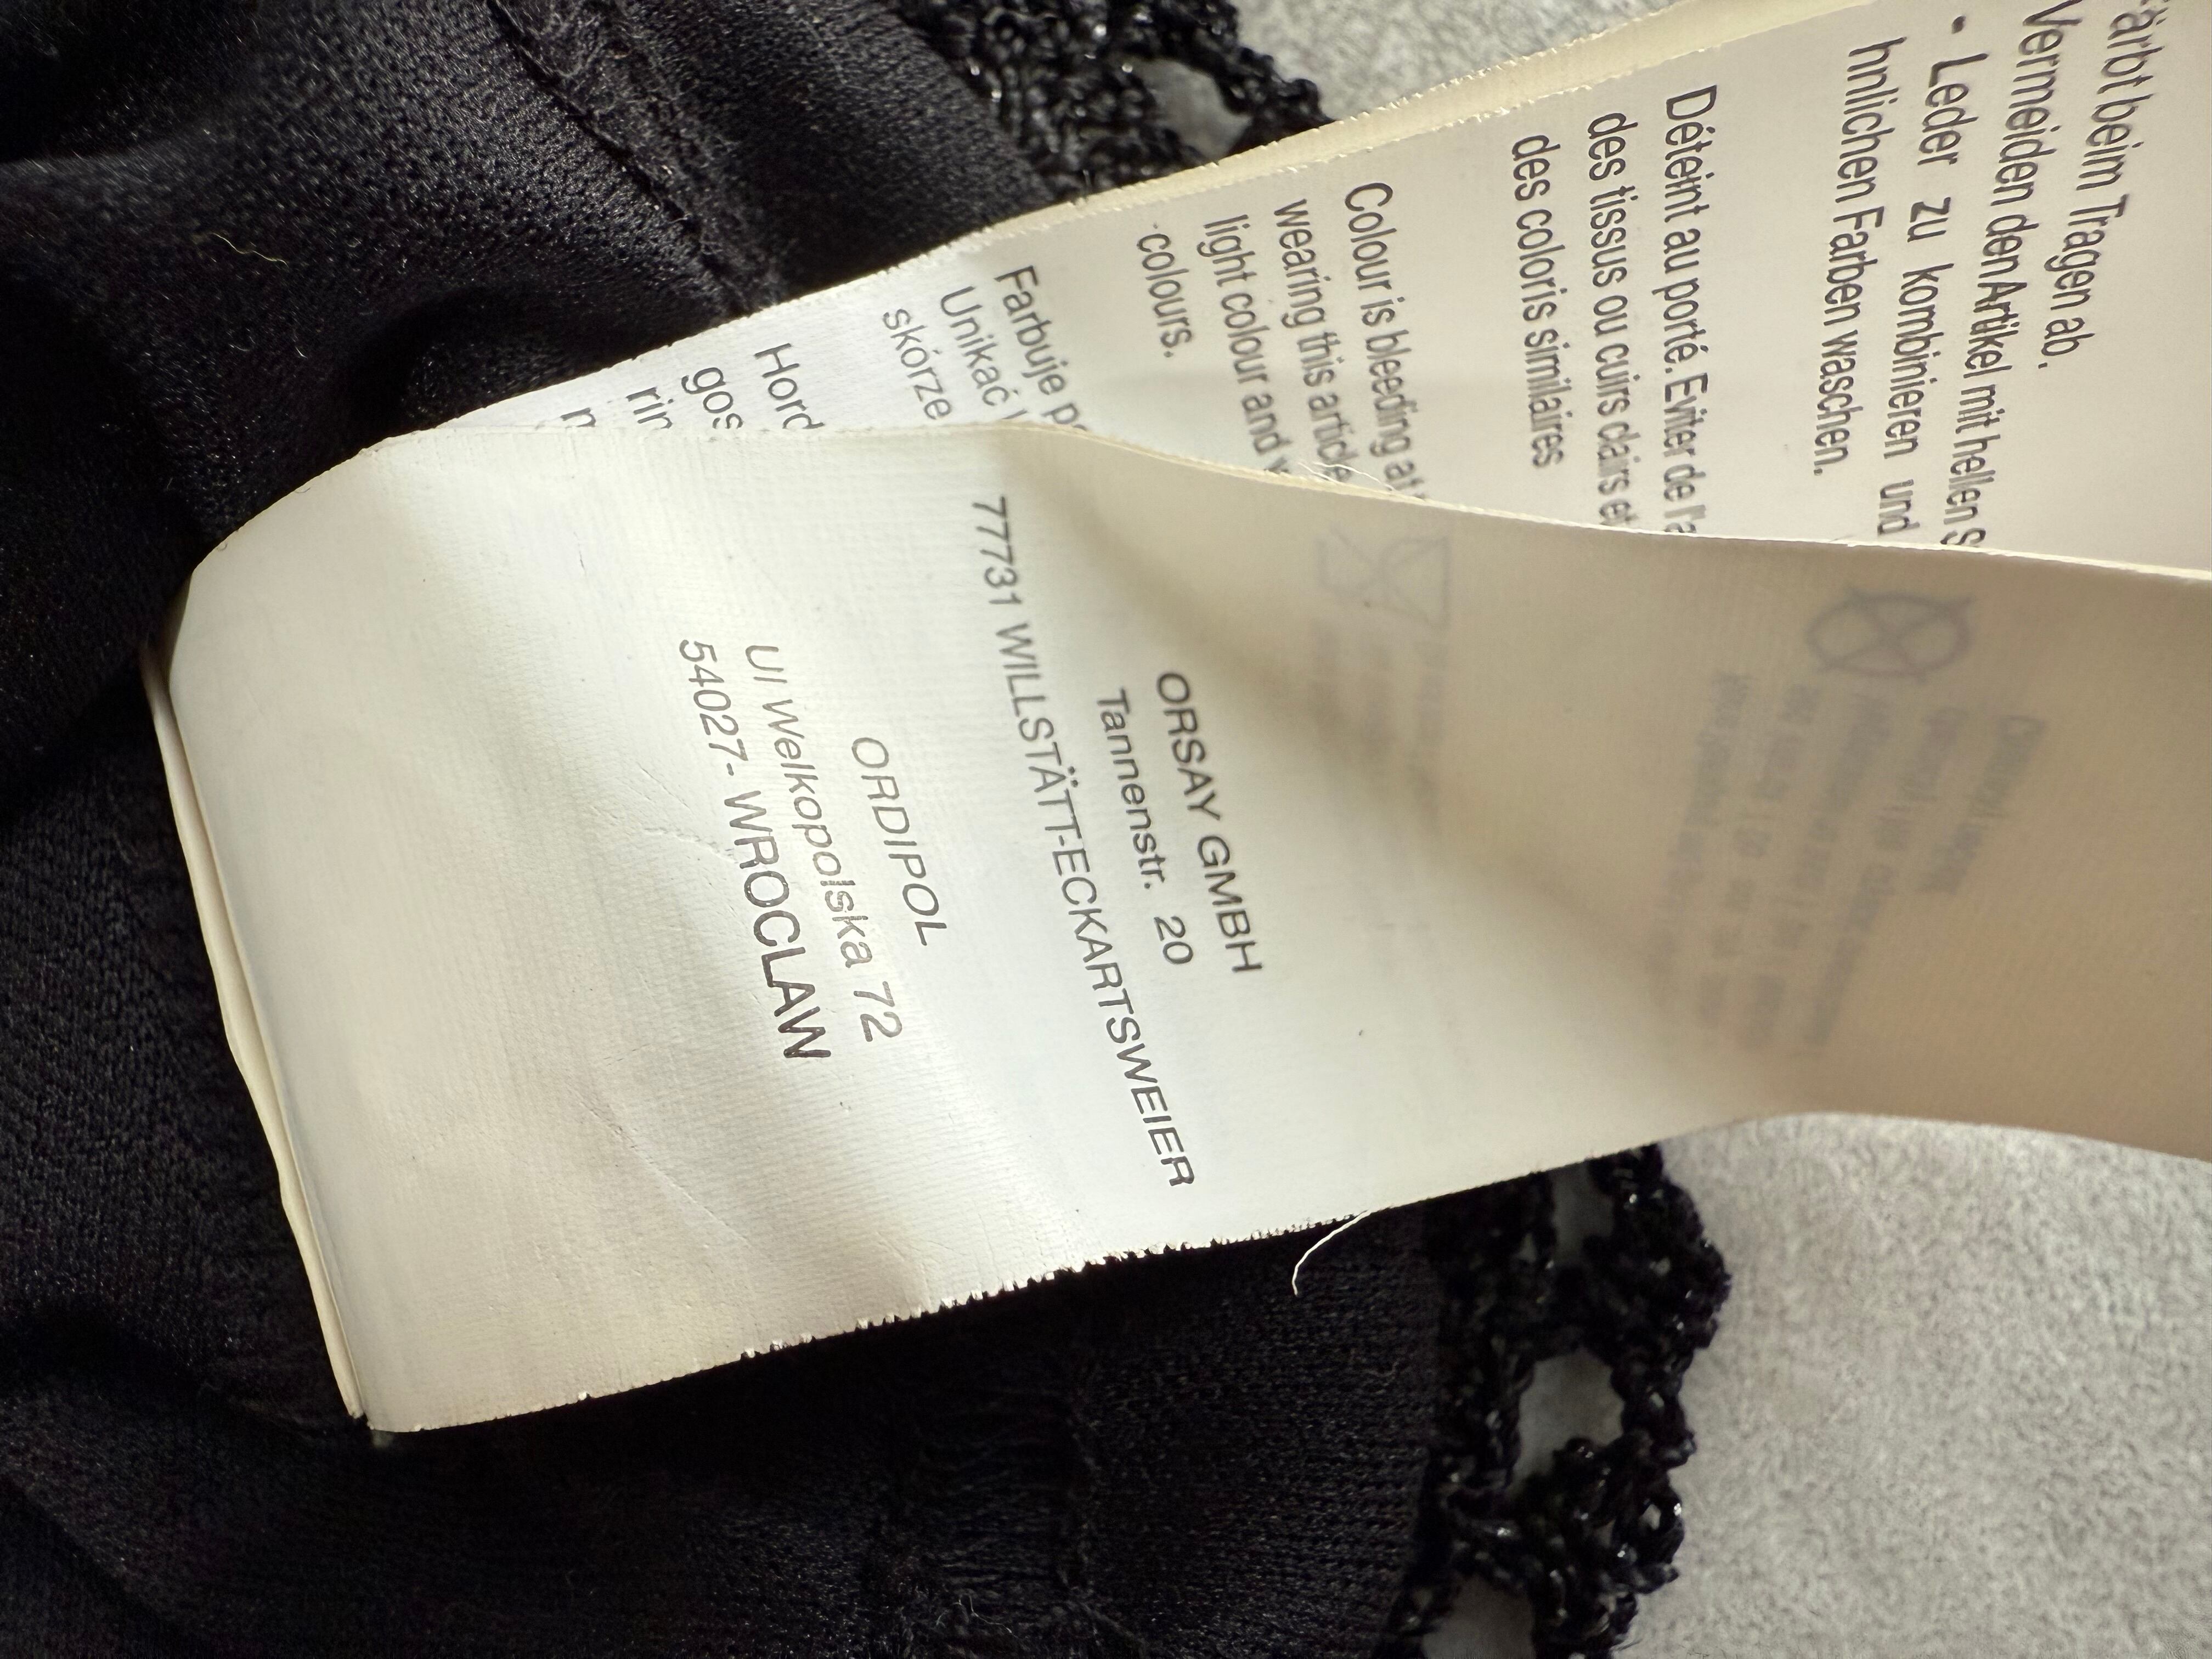 ärbt beim Tragen ab.
Vermeiden den Artikel mit hellen S
- Leder zu kombinieren und
hnlichen Farben waschen.
Déteint au porté. Eviter de l'a
des tissus ou cuirs clairs et
des coloris similaires
Colour is bleeding at
wearing this article
light colour and
colours.
Farbuje p
Unikać
skórze
Hord
gos
rin
ORSAY GMBH
Tannenstr. 20
77731 WILLSTÄTT-ECKARTSWEIER
ORDIPOL
Ul Welkopolska 72
54027- WROCLAW